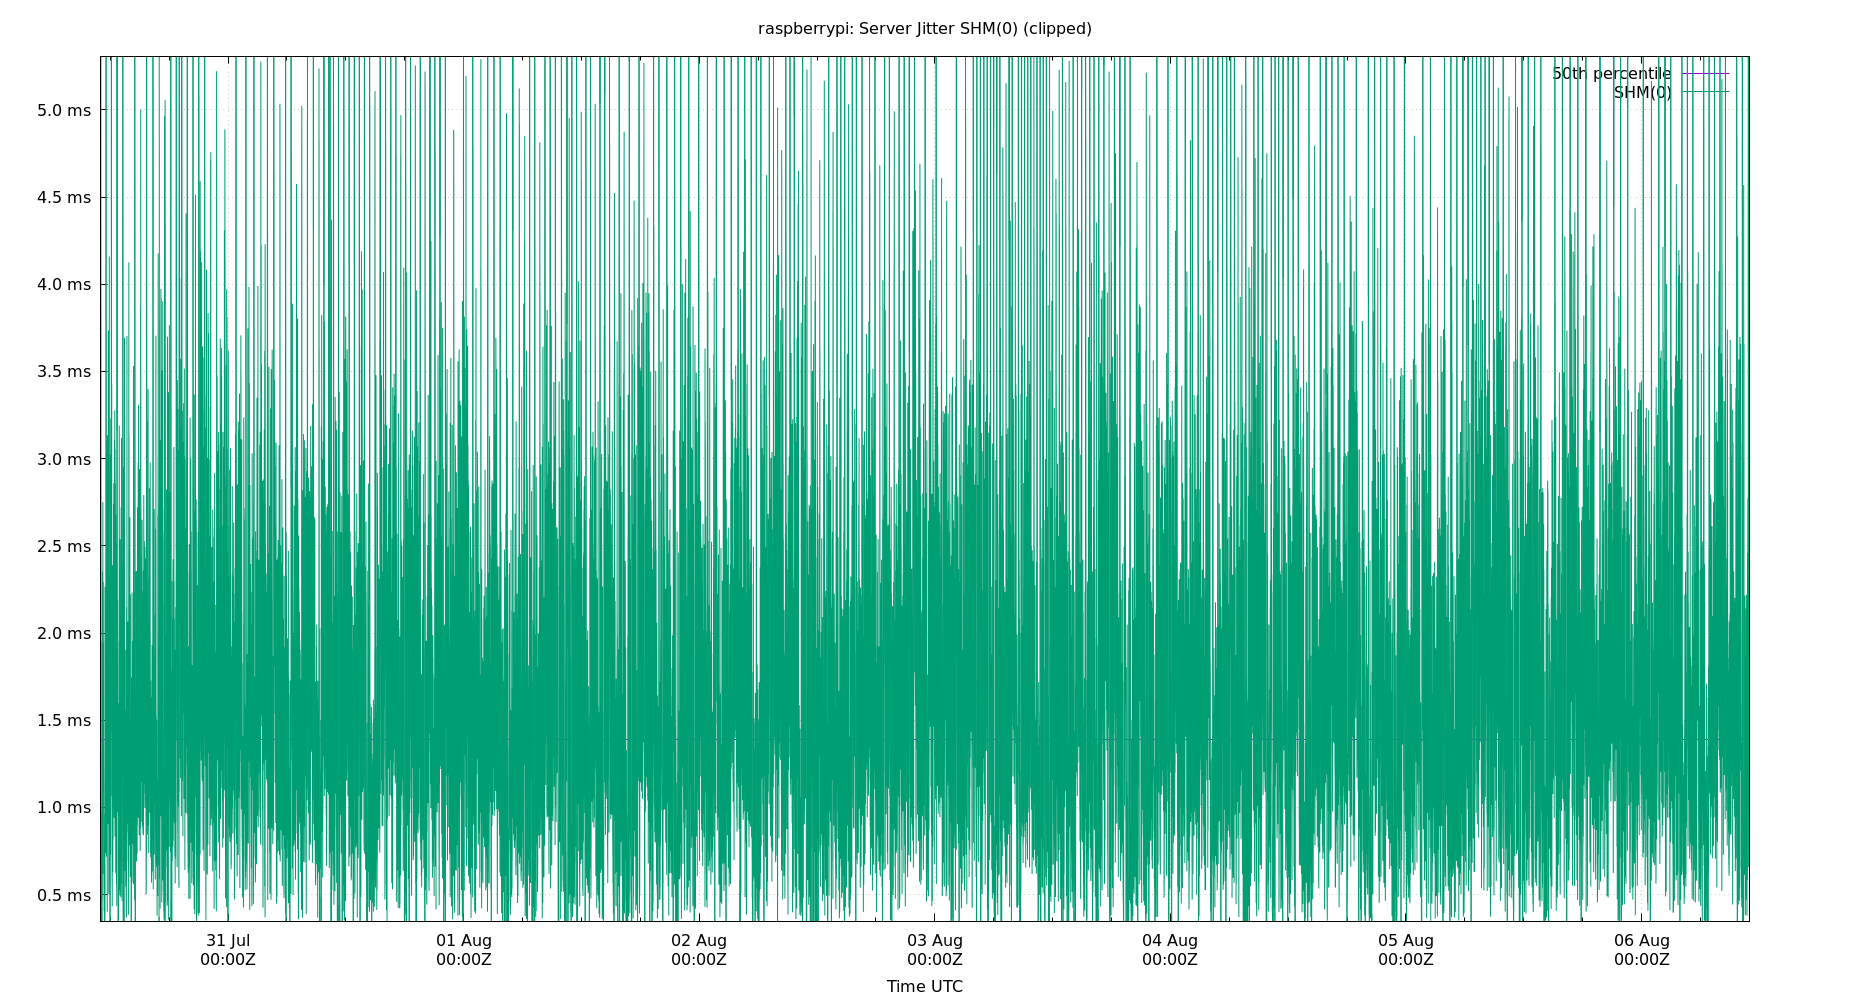 raspberrypi: Server Jitter SHM(0) (clipped)
50th percentile
SHM(0)
5.0 ms
4.5 ms
4.0 ms
3.5 ms
3.0 ms
2.5 ms
2.0 ms
1.5 ms
1.0 ms
0.5 ms
31 Jul 01 Aug 02 Aug 03 Aug 04 Aug 05 Aug 06 Aug
00:00Z 00:00Z 00:00Z 00:00Z 00:00Z 00:00Z 00:00Z
Time UTC